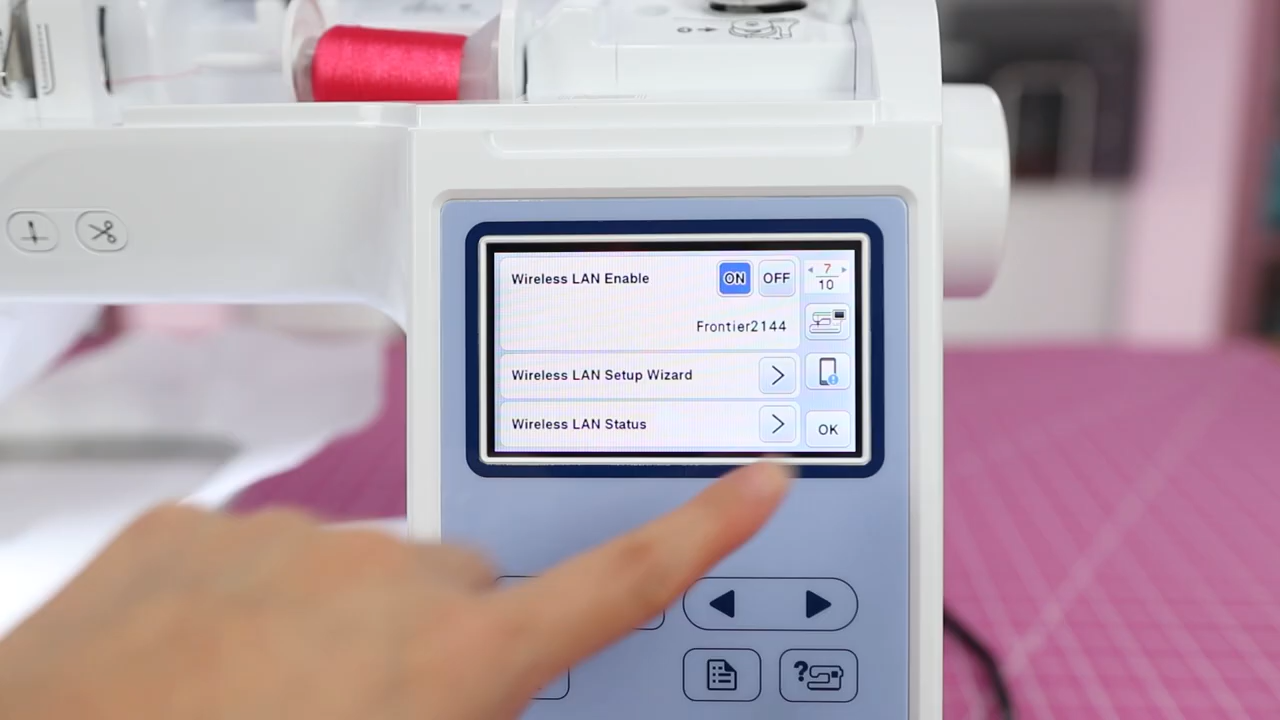 Wireless LAN Enable ON OFF 7
10
Frontier2144
Wireless LAN Setup Wizard
Wireless LAN Status
OK
?